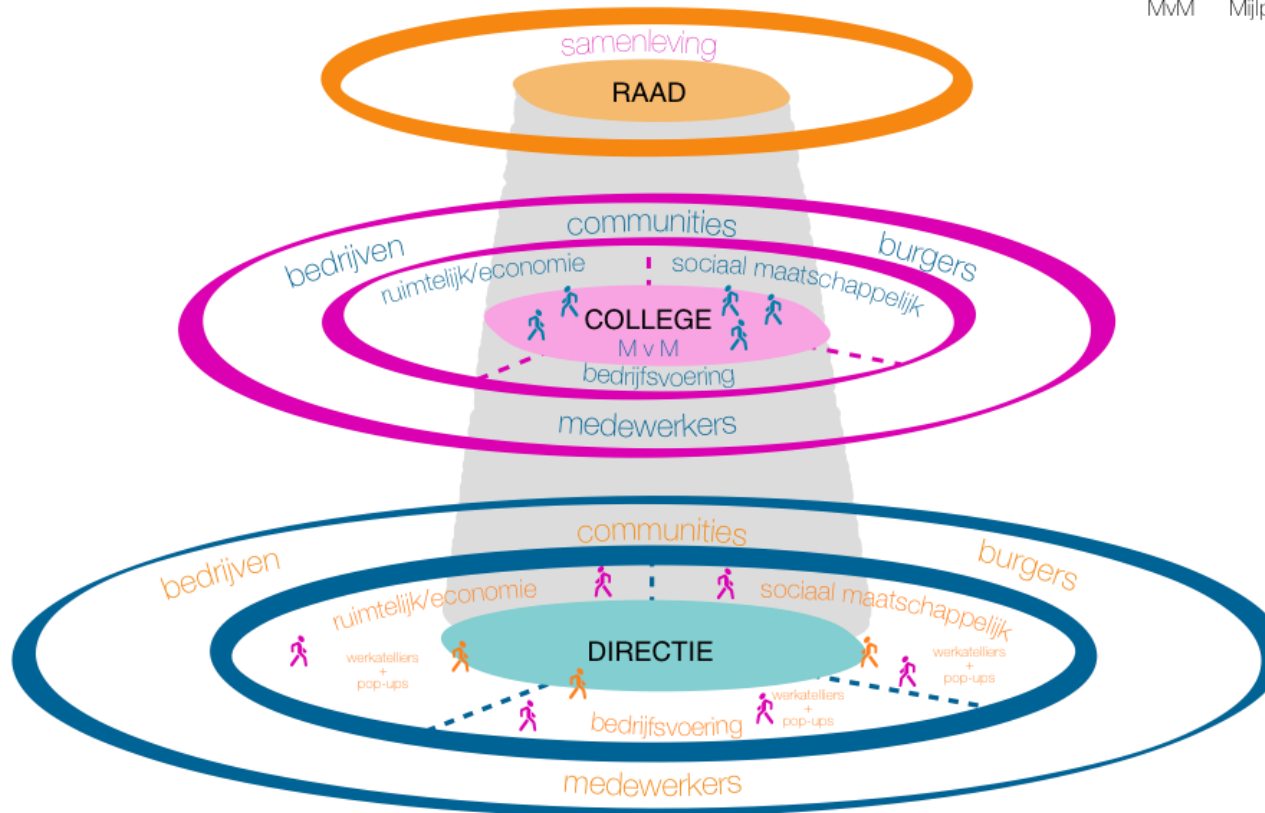 MvM Mijlp
samenleving
RAAD
communities
bedrijven
burgers
ruimtelijk/economie
sociaal maatschappelijk
COLLEGE
M v M
bedrijfsvoering
medewerkers
communities
bedrijven
burgers
ruimtelijk/economie
sociaal maatschappelijk
DIRECTIE
werkatelliers
+
pop-ups
werkatelliers
+
pop-ups
werkatelliers
+
pop-ups
bedrijfsvoering
medewerkers